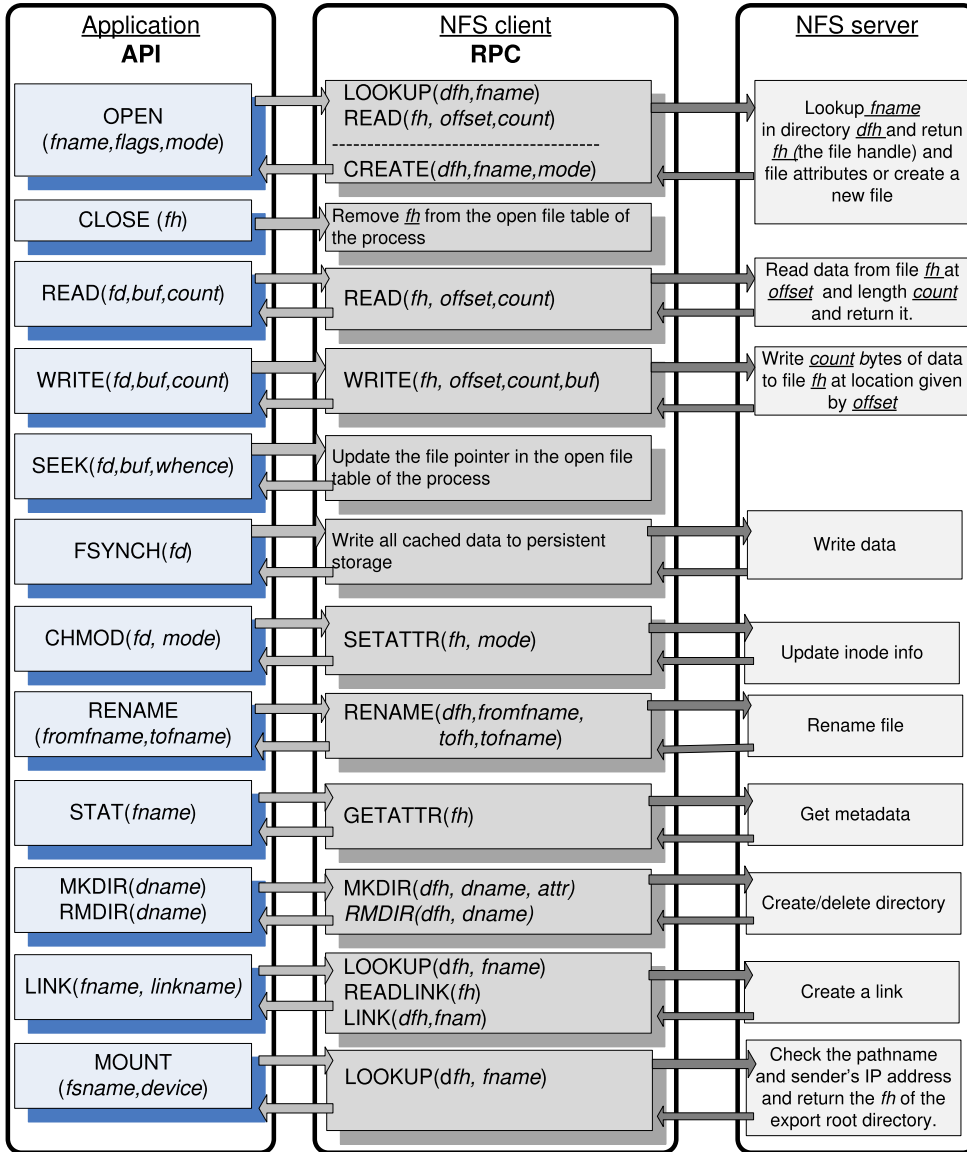 Application
API
NFS client
RPC
NFS server
OPEN
(fname,flags,mode)
LOOKUP(dfh,fname)
READ(fh, offset,count)
-----------------------------------------
CREATE(dfh,fname,mode)
Lookup fname
in directory dfh and retun
fh (the file handle) and
file attributes or create a
new file
CLOSE (fh)
Remove fh from the open file table of
the process
READ(fd,buf,count)
READ(fh, offset,count)
Read data from file fh at
offset and length count
and return it.
WRITE(fd,buf,count)
WRITE(fh, offset,count,buf)
Write count bytes of data
to file fh at location given
by offset
SEEK(fd,buf,whence)
Update the file pointer in the open file
table of the process
FSYNCH(fd)
Write all cached data to persistent
storage
Write data
CHMOD(fd, mode)
SETATTR(fh, mode)
Update inode info
RENAME
(fromfname,tofname)
RENAME(dfh,fromfname,
tofh,tofname)
Rename file
STAT(fname)
GETATTR(fh)
Get metadata
MKDIR(dname)
RMDIR(dname)
MKDIR(dfh, dname, attr)
RMDIR(dfh, dname)
Create/delete directory
LINK(fname, linkname)
LOOKUP(dfh, fname)
READLINK(fh)
LINK(dfh,fnam)
Create a link
MOUNT
(fsname,device)
LOOKUP(dfh, fname)
Check the pathname
and sender's IP address
and return the fh of the
export root directory.